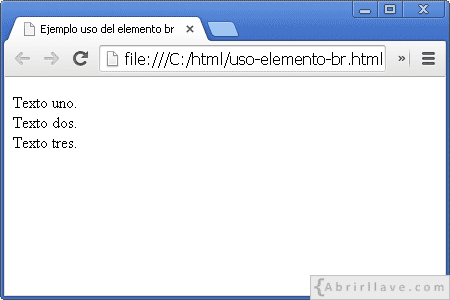 Ejemplo uso del elemento br
file:///C:/html/uso-elemento-br.html
Texto uno.
Texto dos.
Texto tres.
{Abrirllave.com